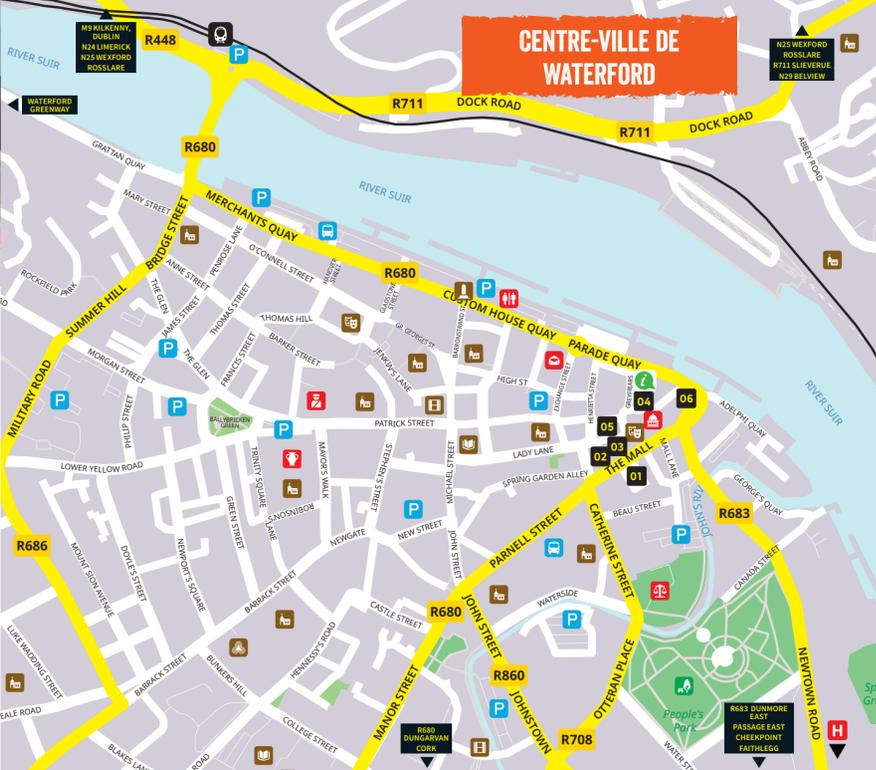 CENTRE-VILLE DE
WATERFORD
M9 KILKENNY,
DUBLIN
N24 LIMERICK
N25 WEXFORD
ROSSLARE
R448
P
N25 WEXFORD
ROSSLARE
R711 SLIEVERUE
N29 BELVIEW
RIVER SUIR
WATERFORD
GREENWAY
R711
DOCK ROAD
R711
DOCK ROAD
ABBEY ROAD
R680
GRATTAN QUAY
RIVER SUIR
MARY STREET
P
MERCHANTS QUAY
BRIDGE STREET
PENROSE LANE
O'CONNELL STREET
HANOVER
STREET
R680
ANNE STREET
ROCKFIELD PARK
THE GLEN
GLADSTONE
STREET
P
CUSTOM HOUSE QUAY
SUMMER HILL
JAMES STREET
THOMAS STREET
THOMAS HILL
GR. GEORGES ST.
BARRONSTRAND ST
PARADE QUAY
P
THE GLEN
FRANCIS STREET
BARKER STREET
JENKIN'S LANE
MORGAN STREET
HIGH ST
EXCHANGE STREET
HENRIETTA STREET
GREYFRIARS
i
04
06
RIVER SUIR
MILITARY ROAD
P
P
PHILIP STREET
BALLYBRICKEN
GREEN
P
PATRICK STREET
P
05
ADELPHI QUAY
LADY LANE
03
02
THE MALL
MALL LANE
01
LOWER YELLOW ROAD
TRINITY SQUARE
MAYOR'S WALK
STEPHEN'S STREET
MICHAEL STREET
SPRING GARDEN ALLEY
GEORGE'S QUAY
GREEN STREET
ROBINSON'S
LANE
P
BEAU STREET
JOHN'S RIV
R683
R686
NEWGATE
NEW STREET
JOHN STREET
PARNELL STREET
CATHERINE STREET
P
MOUNT SION AVENUE
DOYLE'S STREET
NEWPORT'S SQUARE
BARRACK STREET
CANADA STREET
CASTLE STREET
R680
WATERSIDE
P
LUKE WADDING STREET
HENNESSY'S ROAD
JOHN STREET
BARRACK STREET
BUNKERS HILL
MANOR STREET
R860
OTTERAN PLACE
NEWTOWN ROAD
COLLEGE STREET
P
JOHNSTOWN
People's
Park
R683 DUNMORE
EAST
PASSAGE EAST
CHEEKPOINT
FAITHLEGG
R680
DUNGARVAN
CORK
R708
H